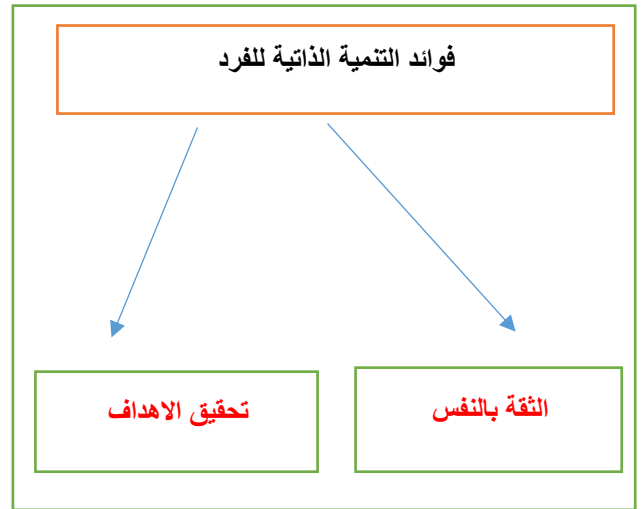 فوائد التنمية الذاتية للفرد
الثقة بالنفس
تحقيق الاهداف